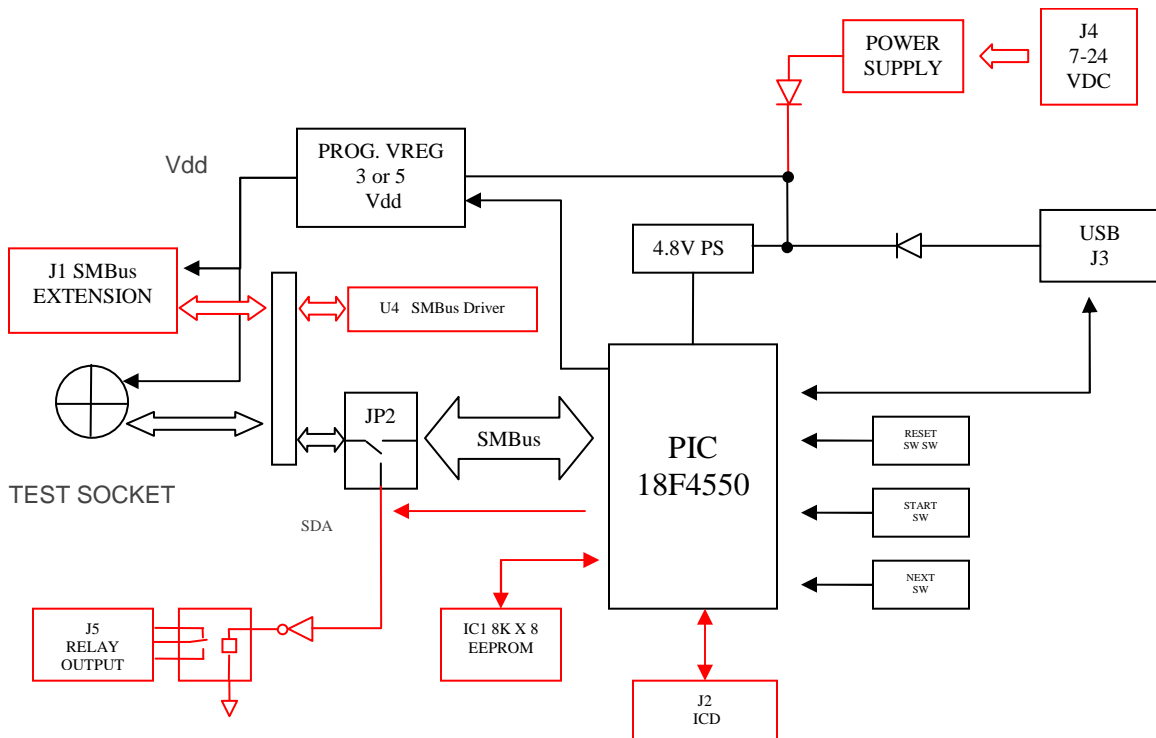 POWER
SUPPLY
J4
7-24
VDC
Vdd
PROG. VREG
3 or 5
Vdd
4.8V PS
USB
J3
J1 SMBus
EXTENSION
U4 SMBus Driver
JP2
SMBus
PIC
18F4550
RESET
SW SW
START
SW
NEXT
SW
TEST SOCKET
SDA
J5
RELAY
OUTPUT
IC1 8K X 8
EEPROM
J2
ICD